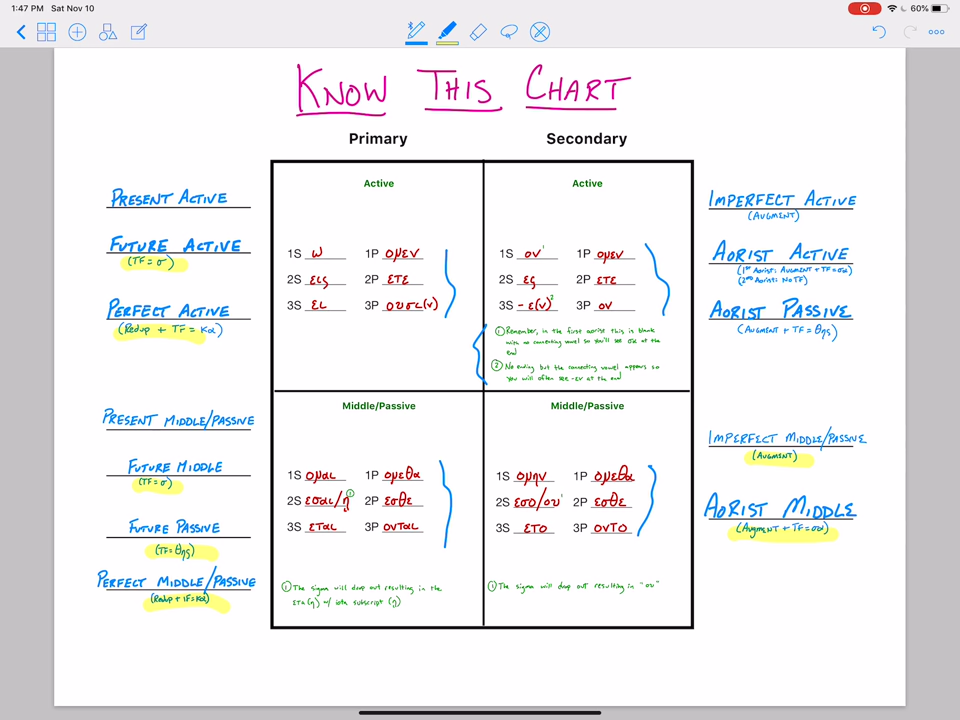 1:47 PM Sat Nov 10
60%
KNOW THIS CHART
Primary
Secondary
PRESENT ACTIVE
FUTURE ACTIVE
(TF = σ)
PERFECT ACTIVE
(Redup + TF = κα)
Active
1S ω 1P ομεν
2S εις 2P ετε
3S ει 3P ουσι(ν)
Active
1S ον¹ 1P ομεν
2S ες 2P ετε
3S - ε(ν)² 3P ον
① Remember, in the first aorist this is blank
with no connecting vowel so you'll see σα at the
end
② No ending but the connecting vowel appears so
you will often see -εν at the end
IMPERFECT ACTIVE
(AUGMENT)
AORIST ACTIVE
(1st Aorist: Augment + TF = σα)
(2nd Aorist: No TF)
AORIST PASSIVE
(AUGMENT + TF = θης)
PRESENT MIDDLE/PASSIVE
FUTURE MIDDLE
(TF = σ)
FUTURE PASSIVE
(TF = θης)
PERFECT MIDDLE/PASSIVE
(Redup + TF = κα)
Middle/Passive
1S ομαι 1P ομεθα
2S εσαι/ῃ① 2P εσθε
3S εται 3P ονται
① The sigma will drop out resulting in the
ETA (η) w/ iota subscript (ῃ)
Middle/Passive
1S ομην 1P ομεθα
2S εσο/ου¹ 2P εσθε
3S ετο 3P οντο
① The sigma will drop out resulting in "ου"
IMPERFECT MIDDLE/PASSIVE
(AUGMENT)
AORIST MIDDLE
(Augment + TF = σα)